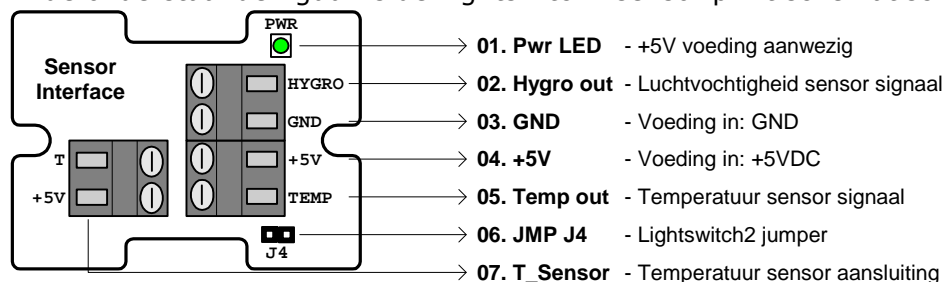 PWR
Sensor
Interface
HYGRO
GND
+5V
TEMP
T
+5V
J4
01. Pwr LED - +5V voeding aanwezig
02. Hygro out - Luchtvochtigheid sensor signaal
03. GND - Voeding in: GND
04. +5V - Voeding in: +5VDC
05. Temp out - Temperatuur sensor signaal
06. JMP J4 - Lightswitch2 jumper
07. T_Sensor - Temperatuur sensor aansluiting